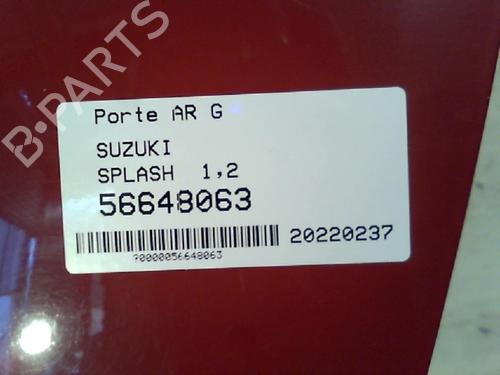 B-PARTS
Porte AR G
SUZUKI
SPLASH 1,2
56648063
20220237
?0000056648063